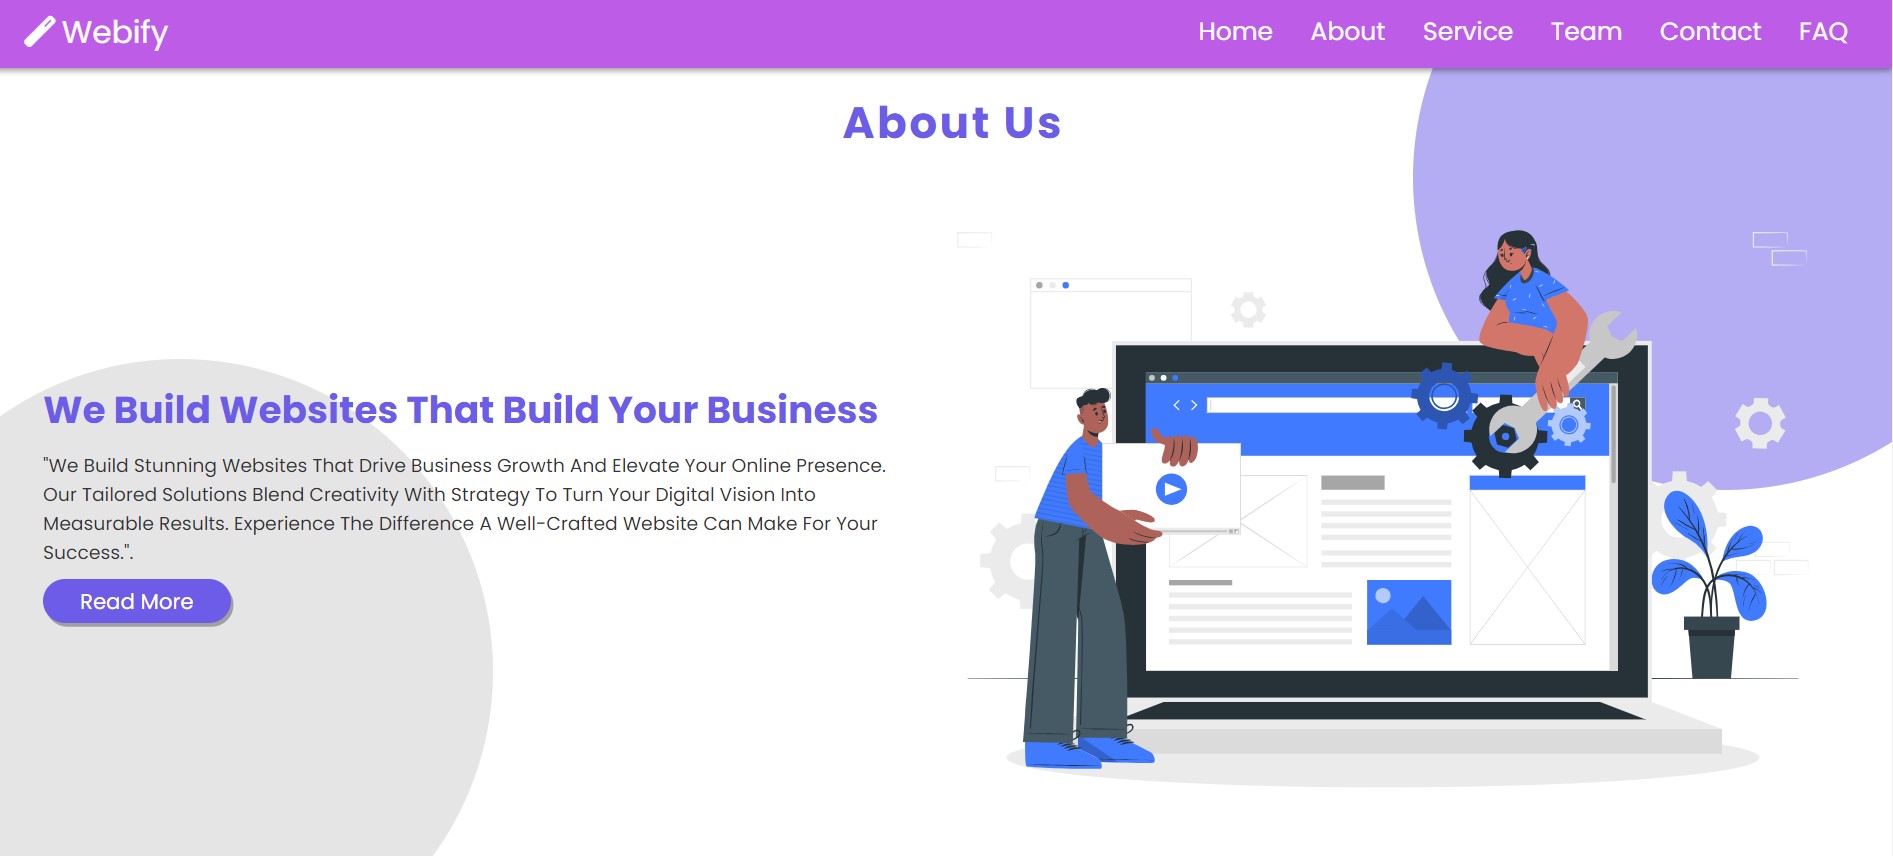 Webify
Home About Service Team Contact FAQ
About Us
We Build Websites That Build Your Business
"We Build Stunning Websites That Drive Business Growth And Elevate Your Online Presence.
Our Tailored Solutions Blend Creativity With Strategy To Turn Your Digital Vision Into
Measurable Results. Experience The Difference A Well-Crafted Website Can Make For Your
Success.".
Read More